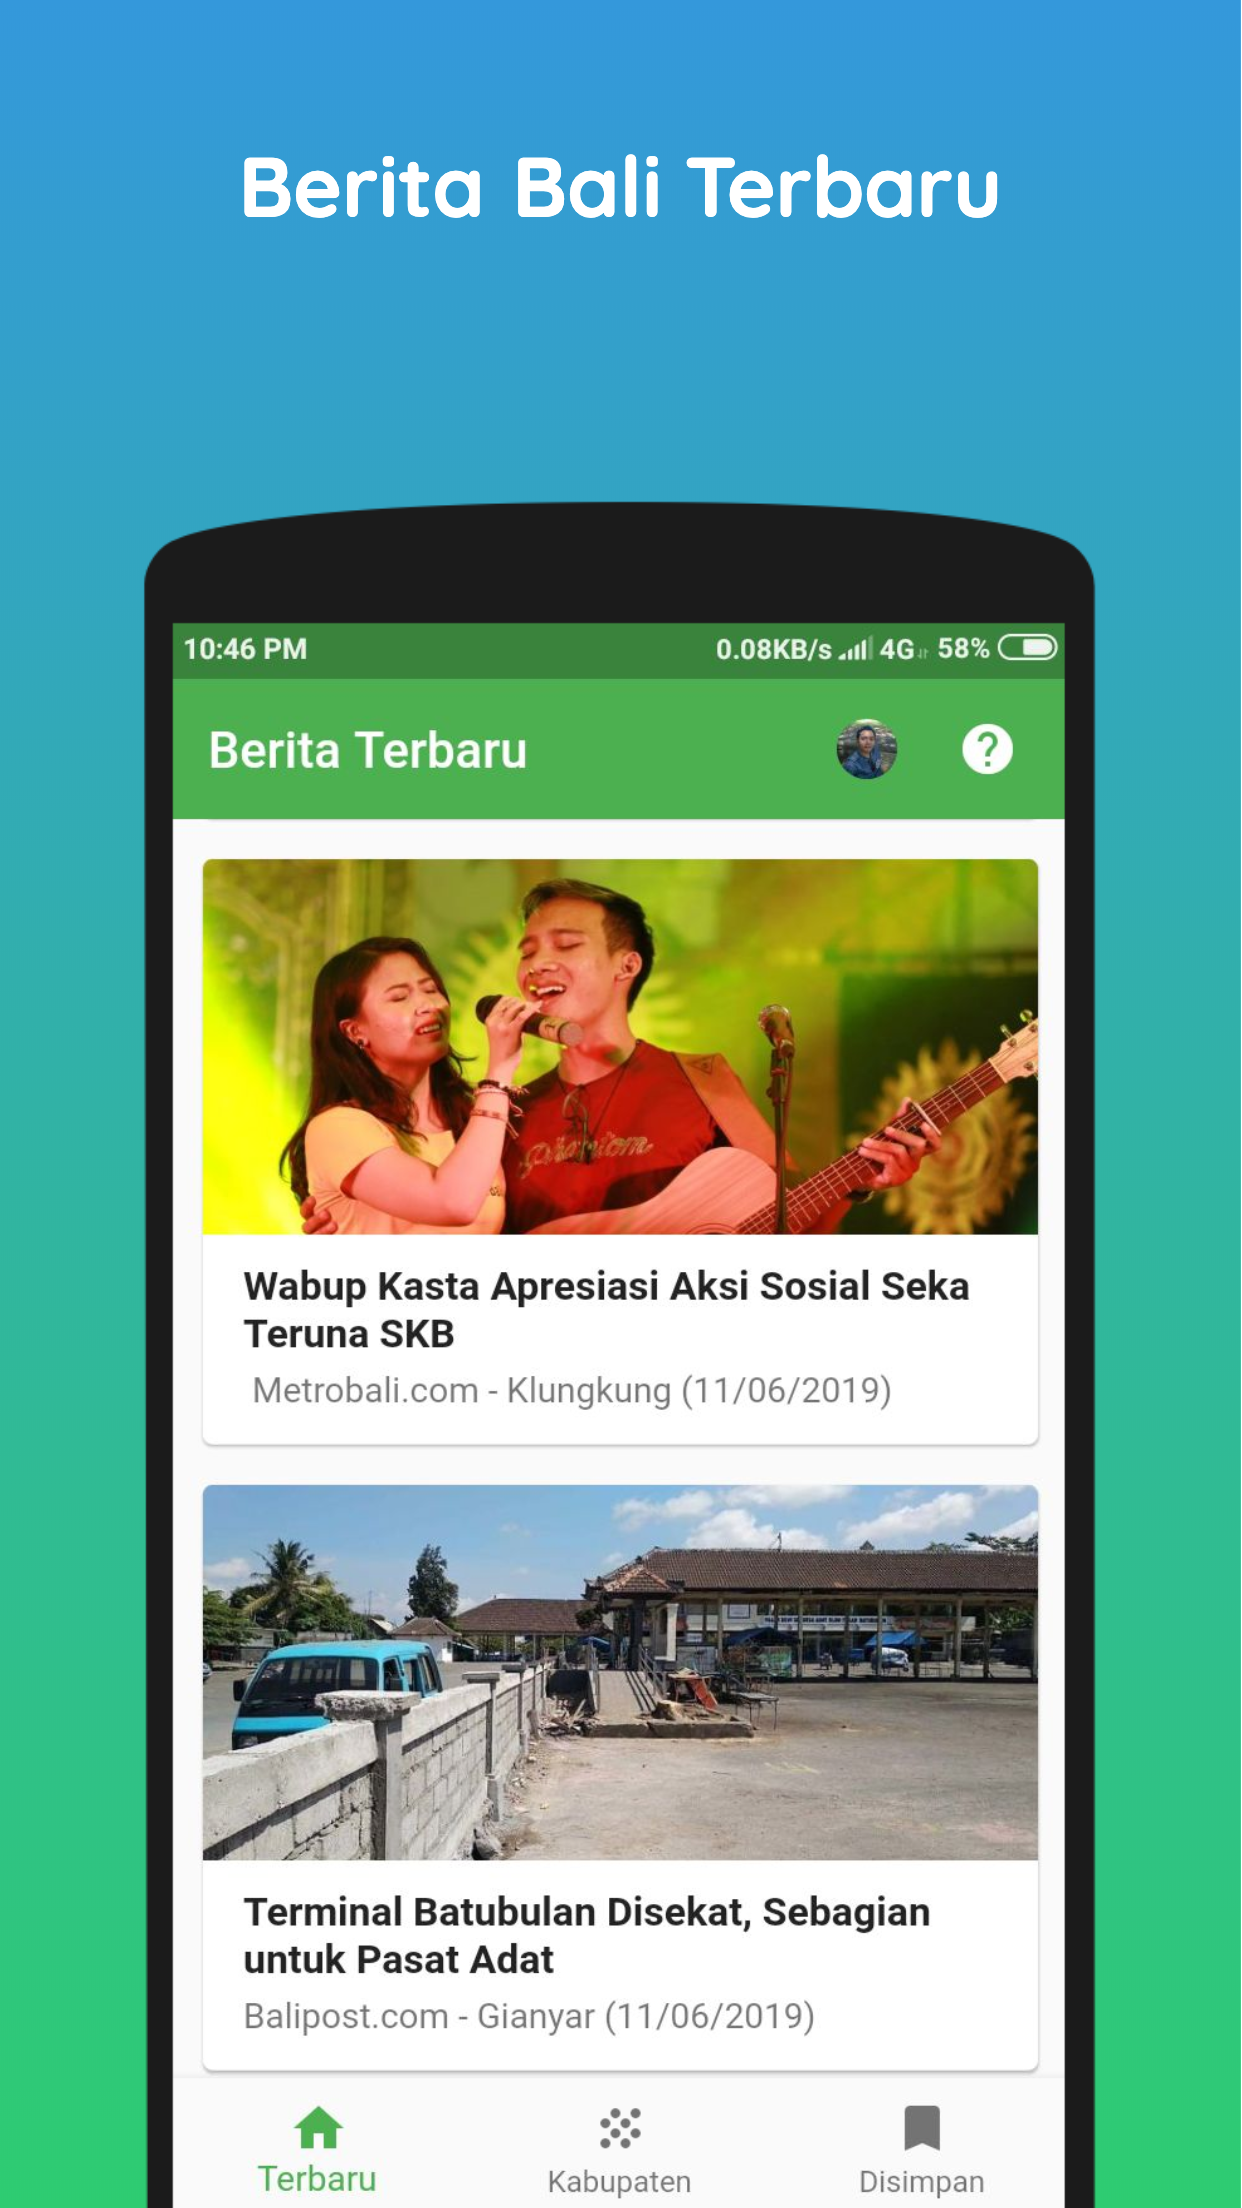 Berita Bali Terbaru
10:46 PM 0.08KB/s 4G 58%
Berita Terbaru
Wabup Kasta Apresiasi Aksi Sosial Seka
Teruna SKB
Metrobali.com - Klungkung (11/06/2019)
Terminal Batubulan Disekat, Sebagian
untuk Pasat Adat
Balipost.com - Gianyar (11/06/2019)
Terbaru Kabupaten Disimpan